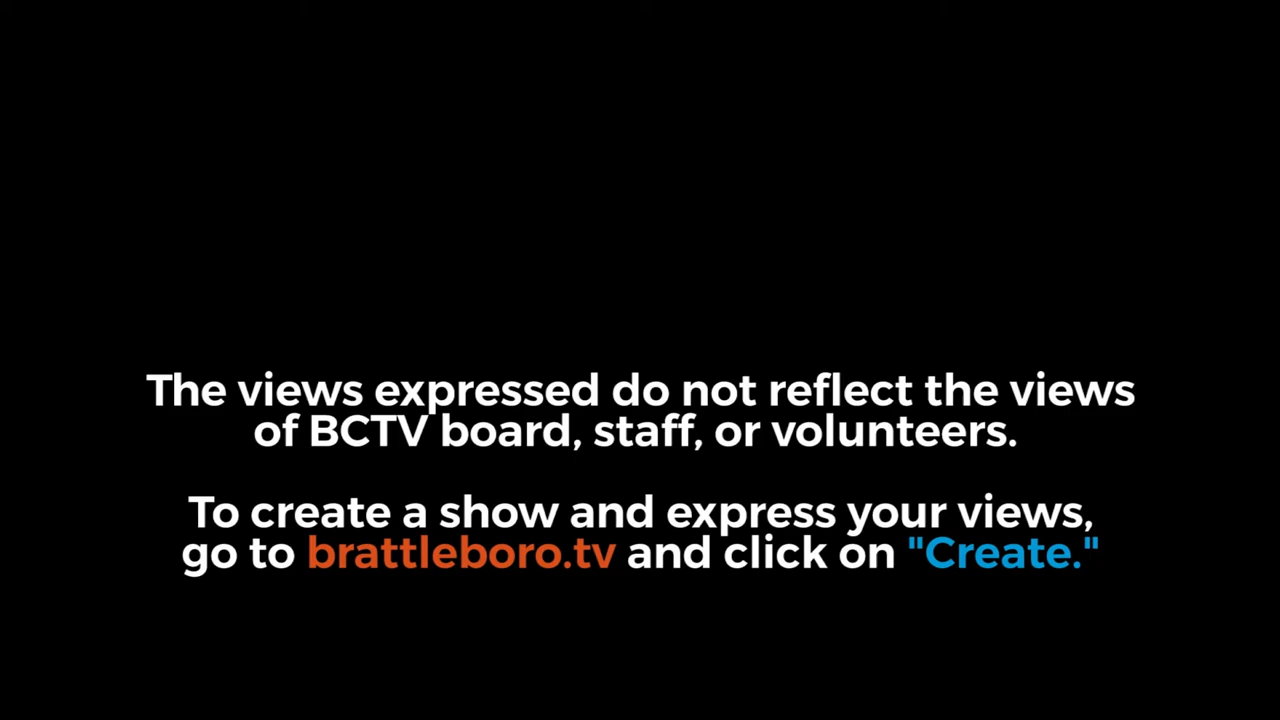 The views expressed do not reflect the views
of BCTV board, staff, or volunteers.
To create a show and express your views,
go to brattleboro.tv and click on "Create."